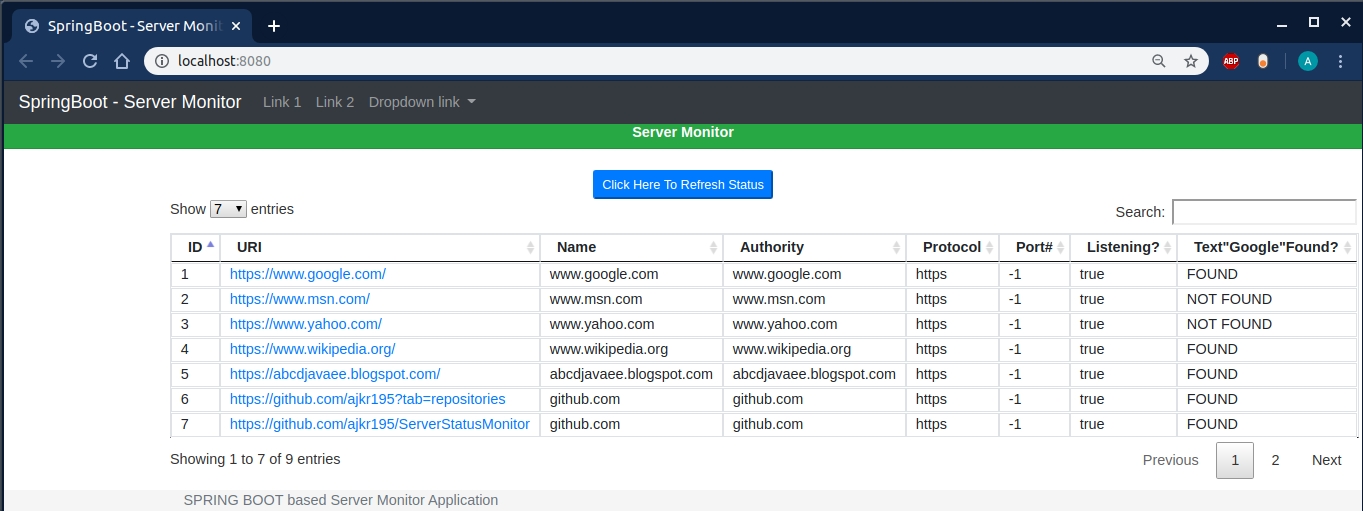 SpringBoot - Server Monit
localhost:8080
ABP
A
SpringBoot - Server Monitor Link 1 Link 2 Dropdown link
Server Monitor
Click Here To Refresh Status
Show 7 entries
Search:
ID URI Name Authority Protocol Port# Listening? Text"Google"Found?
1 https://www.google.com/ www.google.com www.google.com https -1 true FOUND
2 https://www.msn.com/ www.msn.com www.msn.com https -1 true NOT FOUND
3 https://www.yahoo.com/ www.yahoo.com www.yahoo.com https -1 true NOT FOUND
4 https://www.wikipedia.org/ www.wikipedia.org www.wikipedia.org https -1 true FOUND
5 https://abcdjavaee.blogspot.com/ abcdjavaee.blogspot.com abcdjavaee.blogspot.com https -1 true FOUND
6 https://github.com/ajkr195?tab=repositories github.com github.com https -1 true FOUND
7 https://github.com/ajkr195/ServerStatusMonitor github.com github.com https -1 true FOUND
Showing 1 to 7 of 9 entries
Previous 1 2 Next
SPRING BOOT based Server Monitor Application